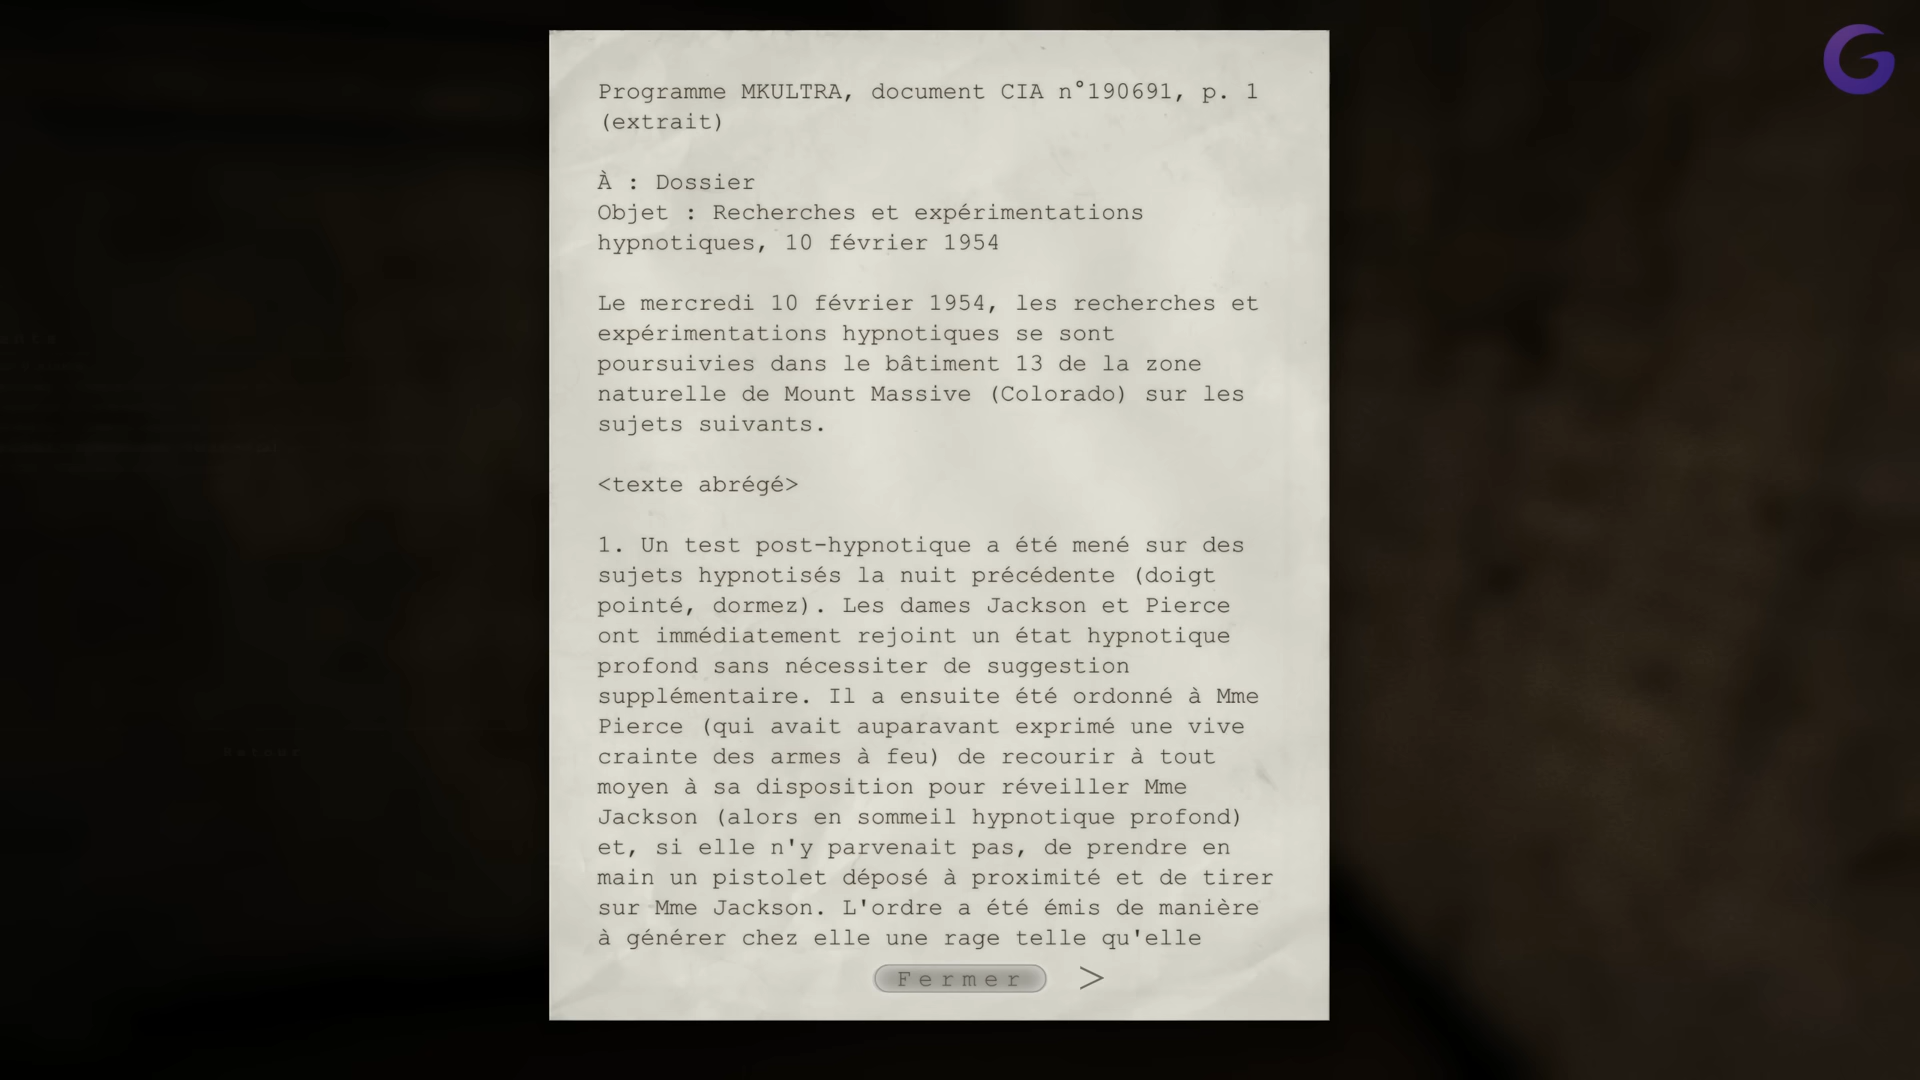 Programme MKULTRA, document CIA n°190691, p. 1
(extrait)
À : Dossier
Objet : Recherches et expérimentations
hypnotiques, 10 février 1954
Le mercredi 10 février 1954, les recherches et
expérimentations hypnotiques se sont
poursuivies dans le bâtiment 13 de la zone
naturelle de Mount Massive (Colorado) sur les
sujets suivants.
<texte abrégé>
1. Un test post-hypnotique a été mené sur des
sujets hypnotisés la nuit précédente (doigt
pointé, dormez). Les dames Jackson et Pierce
ont immédiatement rejoint un état hypnotique
profond sans nécessiter de suggestion
supplémentaire. Il a ensuite été ordonné à Mme
Pierce (qui avait auparavant exprimé une vive
crainte des armes à feu) de recourir à tout
moyen à sa disposition pour réveiller Mme
Jackson (alors en sommeil hypnotique profond)
et, si elle n'y parvenait pas, de prendre en
main un pistolet déposé à proximité et de tirer
sur Mme Jackson. L'ordre a été émis de manière
à générer chez elle une rage telle qu'elle
Fermer >
Retour